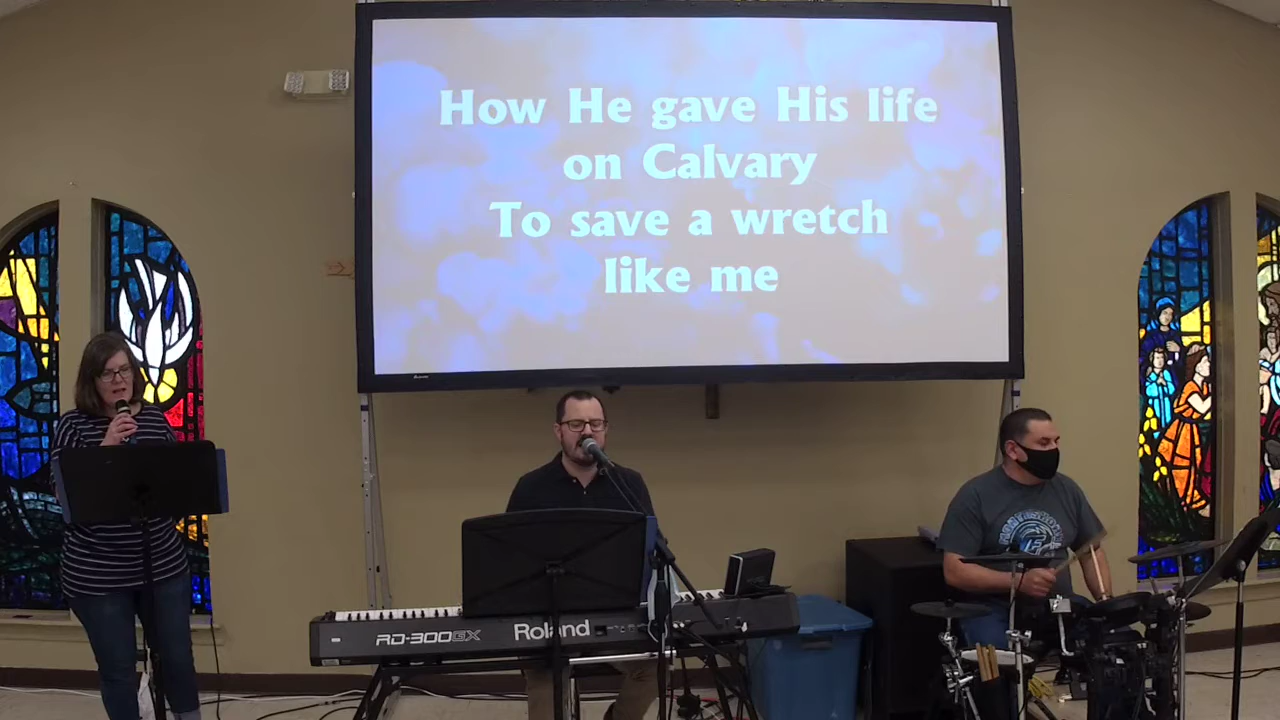 How He gave His life
on Calvary
To save a wretch
like me
RD-300GX
Roland